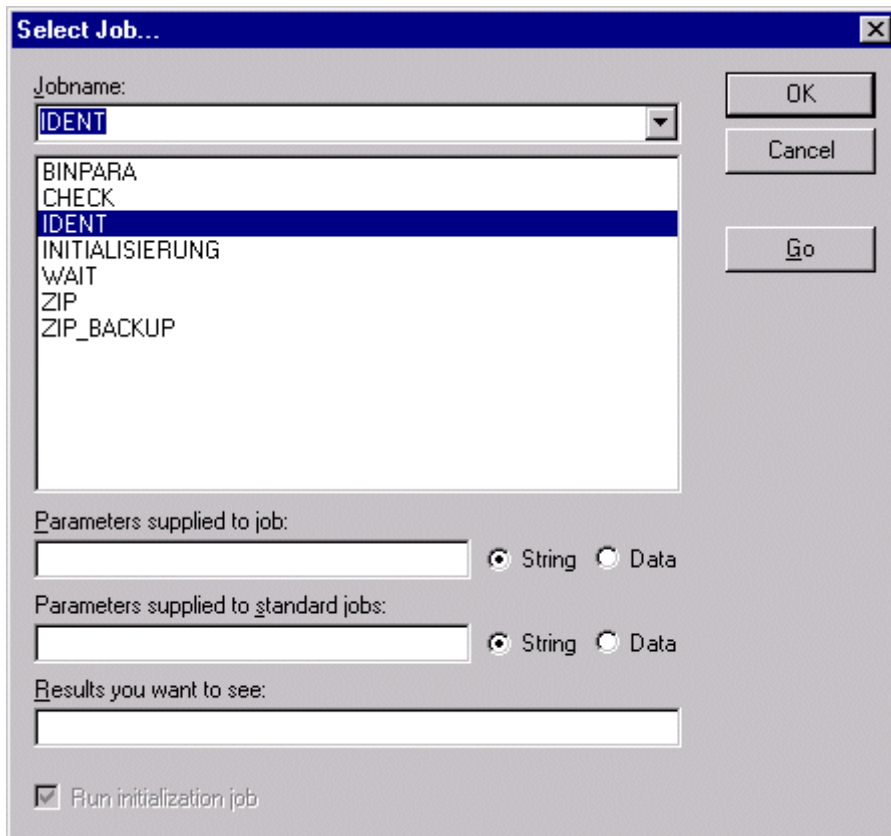 Select Job...
Jobname:
IDENT
OK
Cancel
BINPARA
CHECK
IDENT
INITIALISIERUNG
WAIT
ZIP
ZIP_BACKUP
Go
Parameters supplied to job:
String Data
Parameters supplied to standard jobs:
String Data
Results you want to see:
Run initialization job